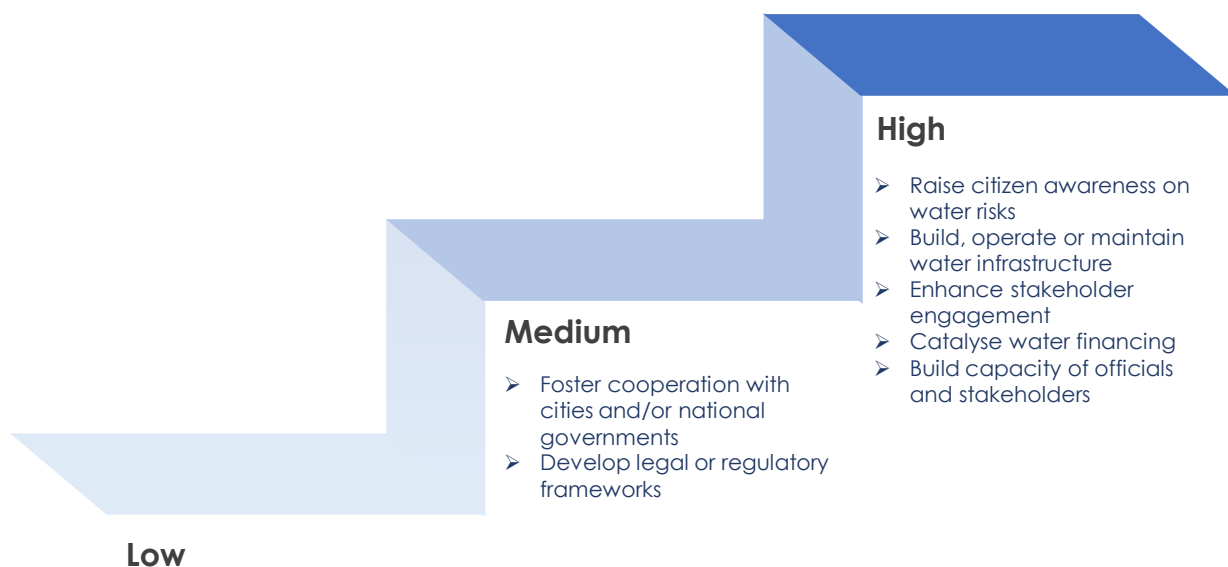 High
➢ Raise citizen awareness on
water risks
➢ Build, operate or maintain
water infrastructure
➢ Enhance stakeholder
engagement
➢ Catalyse water financing
➢ Build capacity of officials
and stakeholders
Medium
➢ Foster cooperation with
cities and/or national
governments
➢ Develop legal or regulatory
frameworks
Low